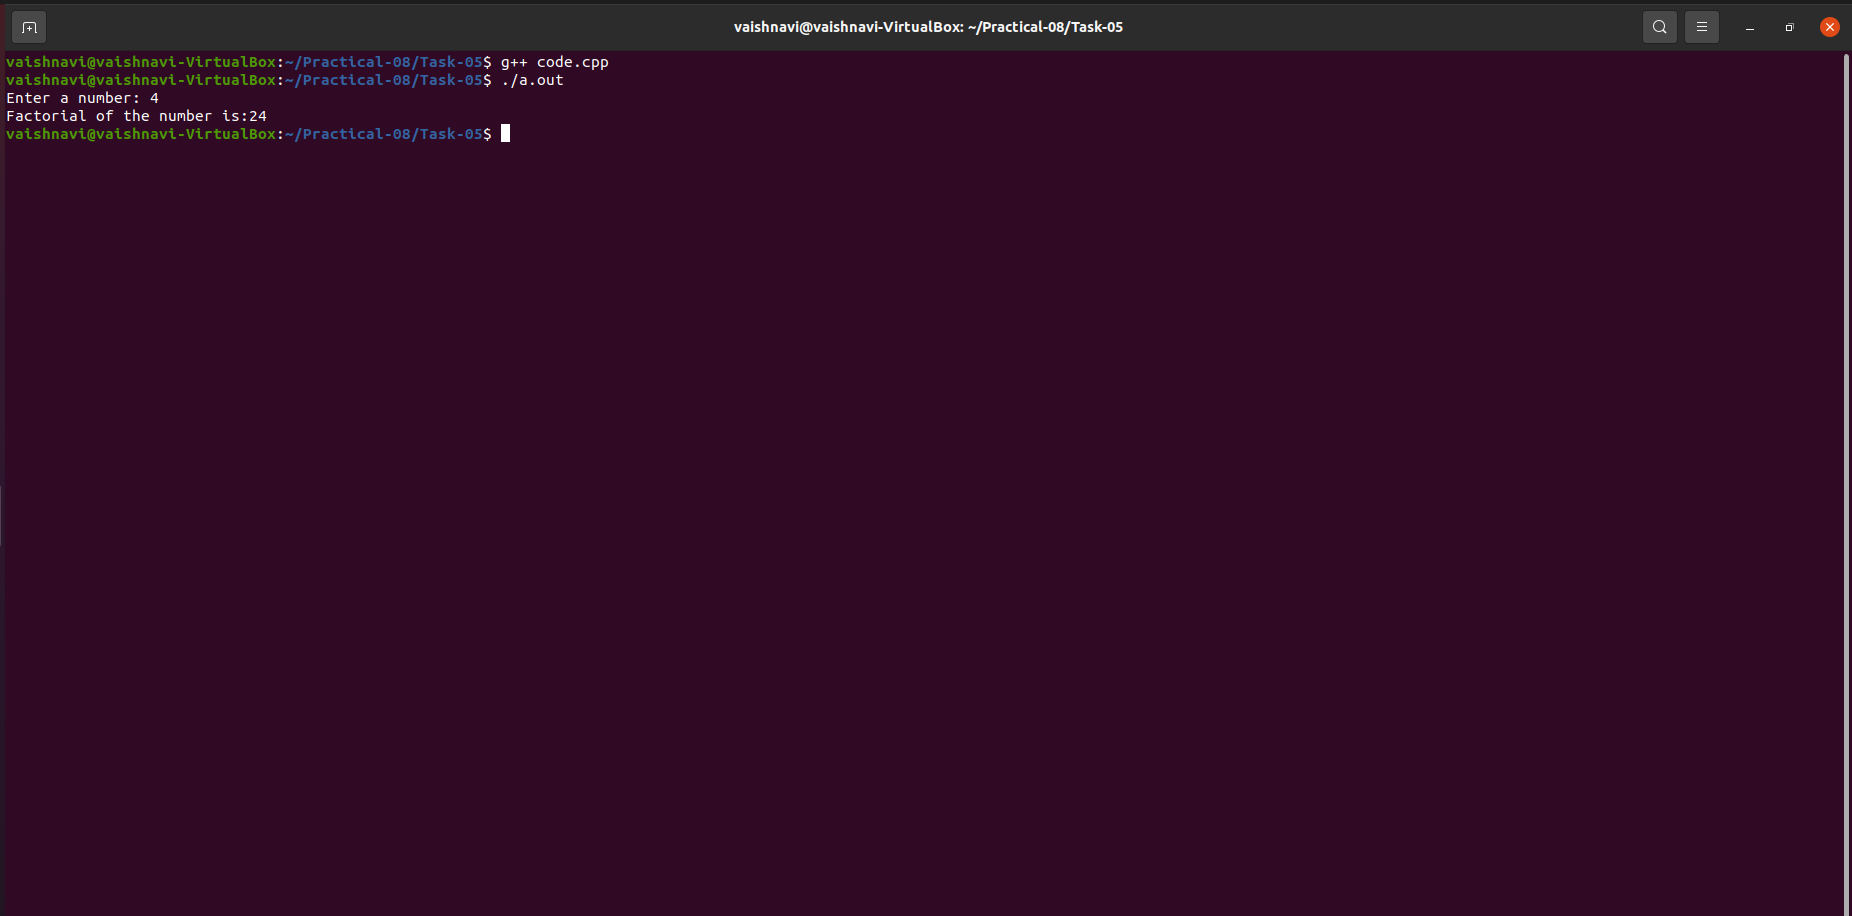 vaishnavi@vaishnavi-VirtualBox: ~/Practical-08/Task-05
vaishnavi@vaishnavi-VirtualBox:~/Practical-08/Task-05$ g++ code.cpp
vaishnavi@vaishnavi-VirtualBox:~/Practical-08/Task-05$ ./a.out
Enter a number: 4
Factorial of the number is:24
vaishnavi@vaishnavi-VirtualBox:~/Practical-08/Task-05$